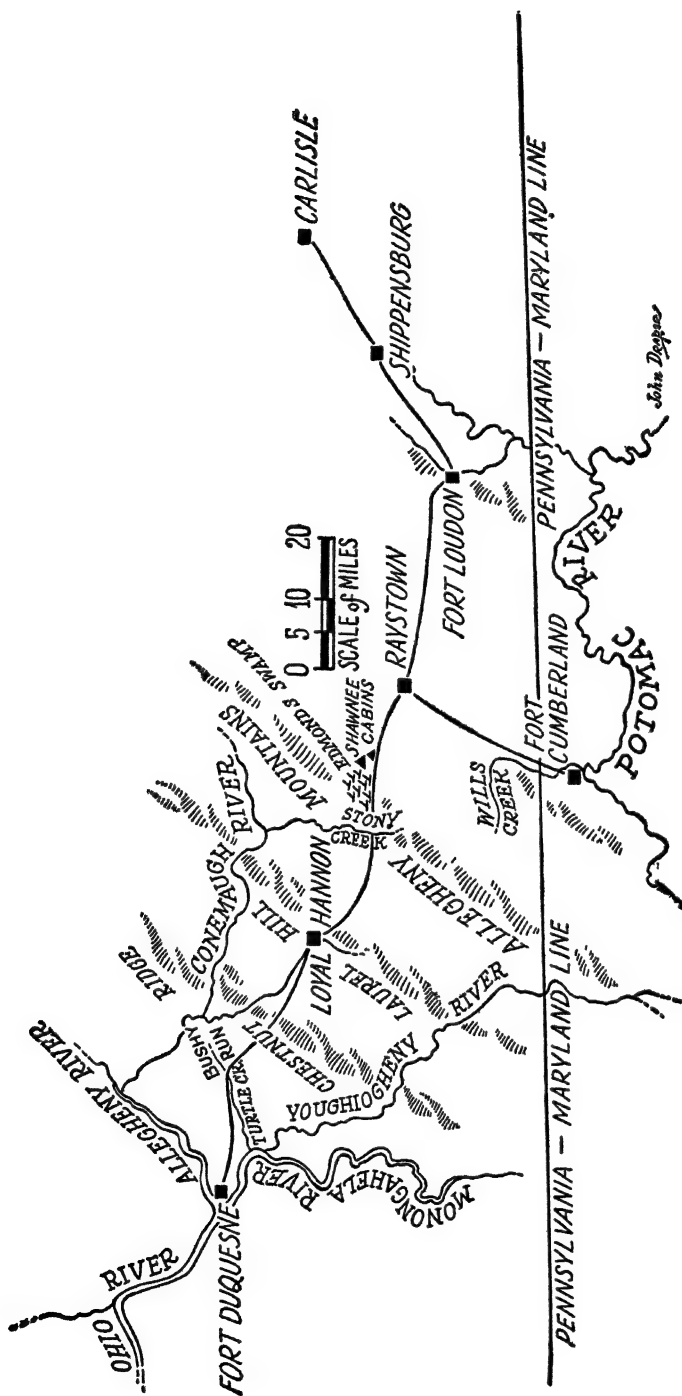 CARLISLE
SHIPPENSBURG
FORT LOUDON
RAYSTOWN
0 5 10 20
SCALE of MILES
EDMONDS SWAMP
SHAWNEE
CABINS
ALLEGHENY MOUNTAINS
STONY
CREEK
CONEMAUGH RIVER
LOYAL HANNON
LAUREL HILL
CHESTNUT RIDGE
BUSHY
RUN
TURTLE CR.
ALLEGHENY RIVER
YOUGHIOGHENY RIVER
MONONGAHELA
RIVER
FORT DUQUESNE
OHIO RIVER
WILLS
CREEK
FORT
CUMBERLAND
POTOMAC RIVER
PENNSYLVANIA — MARYLAND LINE
PENNSYLVANIA — MARYLAND LINE
John Draper